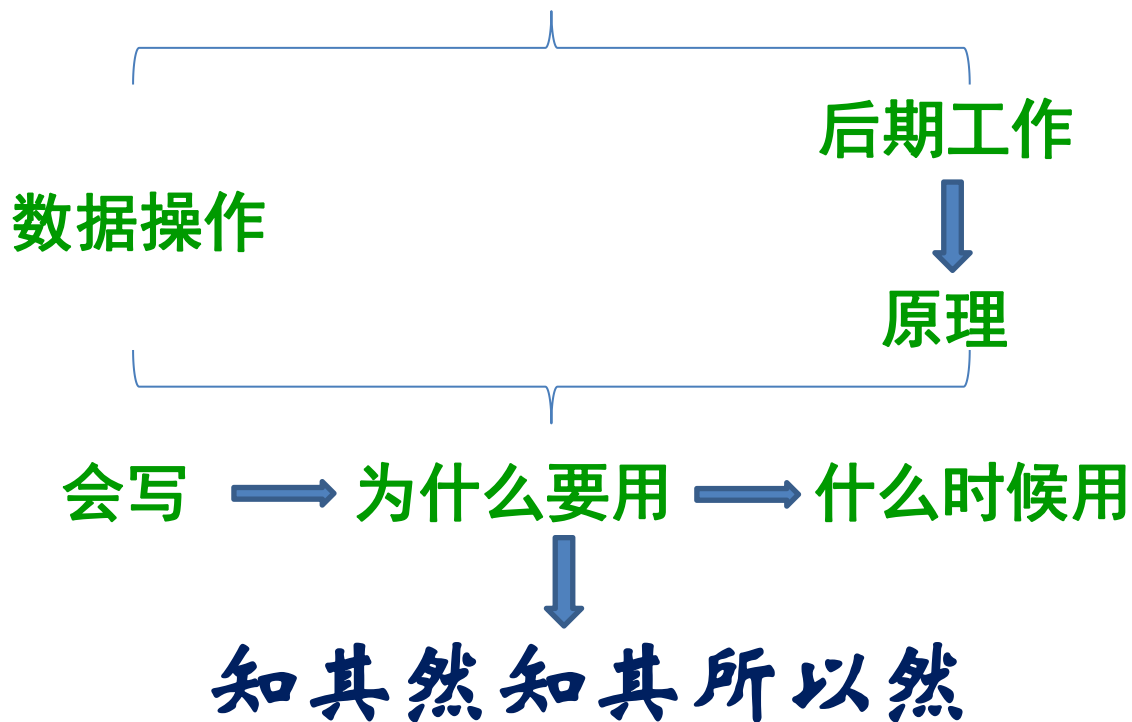 后期工作
数据操作
原理
会写
为什么要用
什么时候用
知其然知其所以然